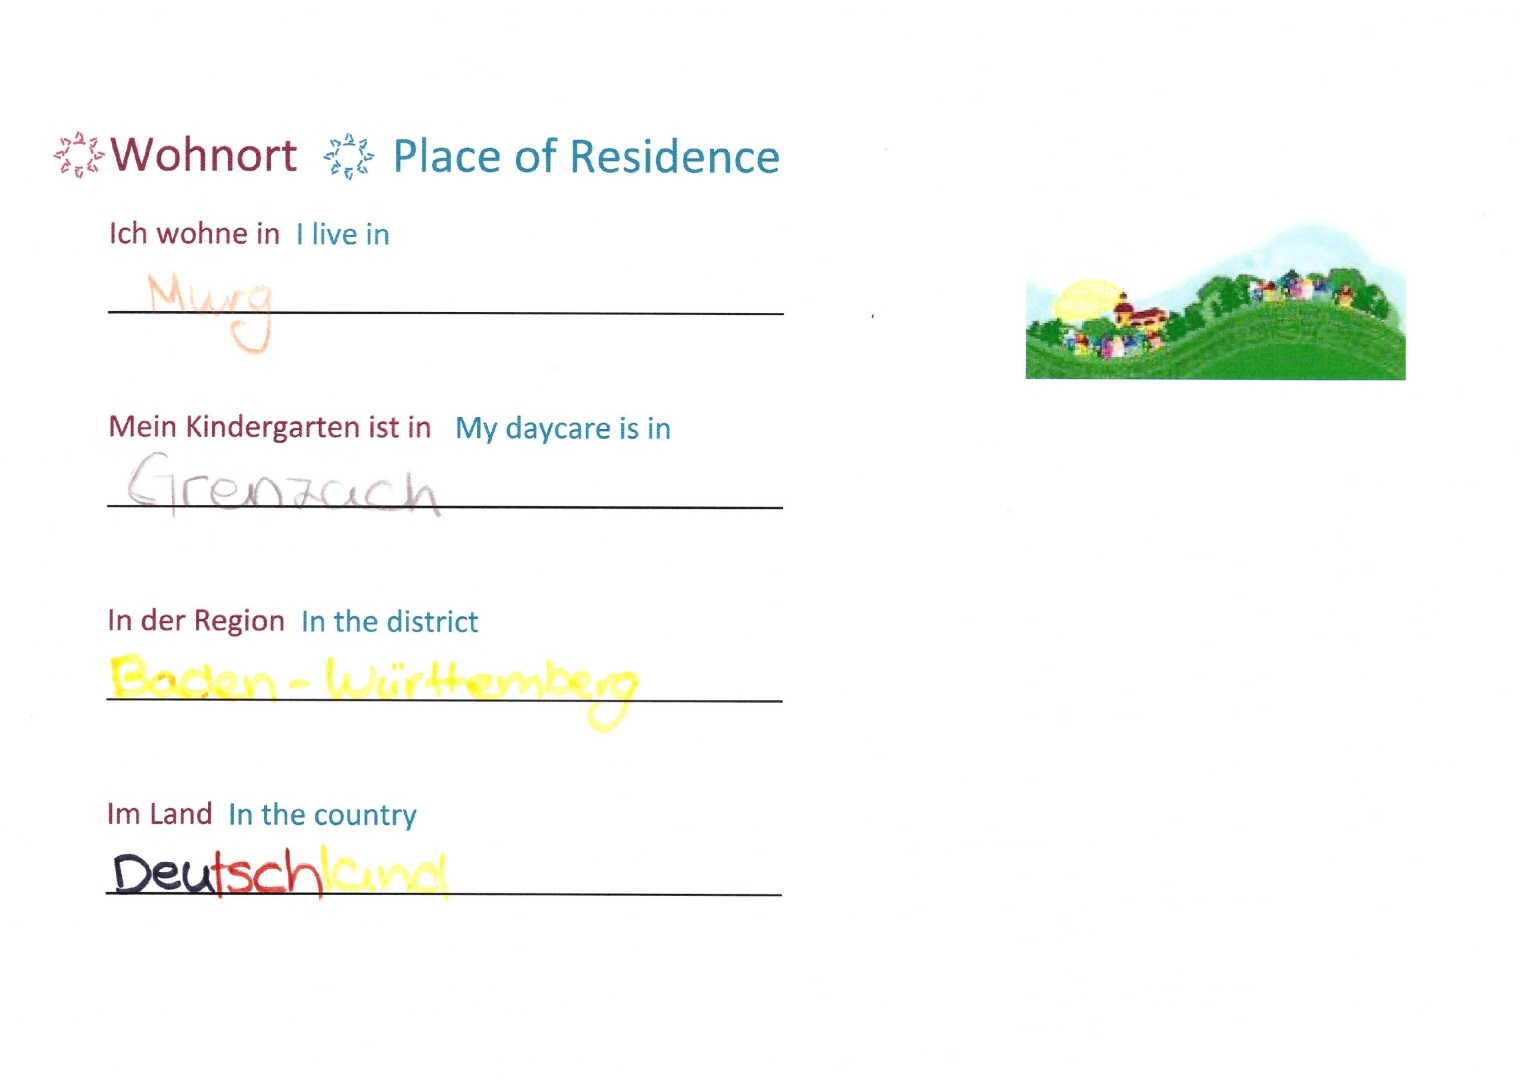 Wohnort Place of Residence
Ich wohne in I live in
Murg
Mein Kindergarten ist in My daycare is in
Grenzach
In der Region In the district
Baden-Württemberg
Im Land In the country
Deutschland